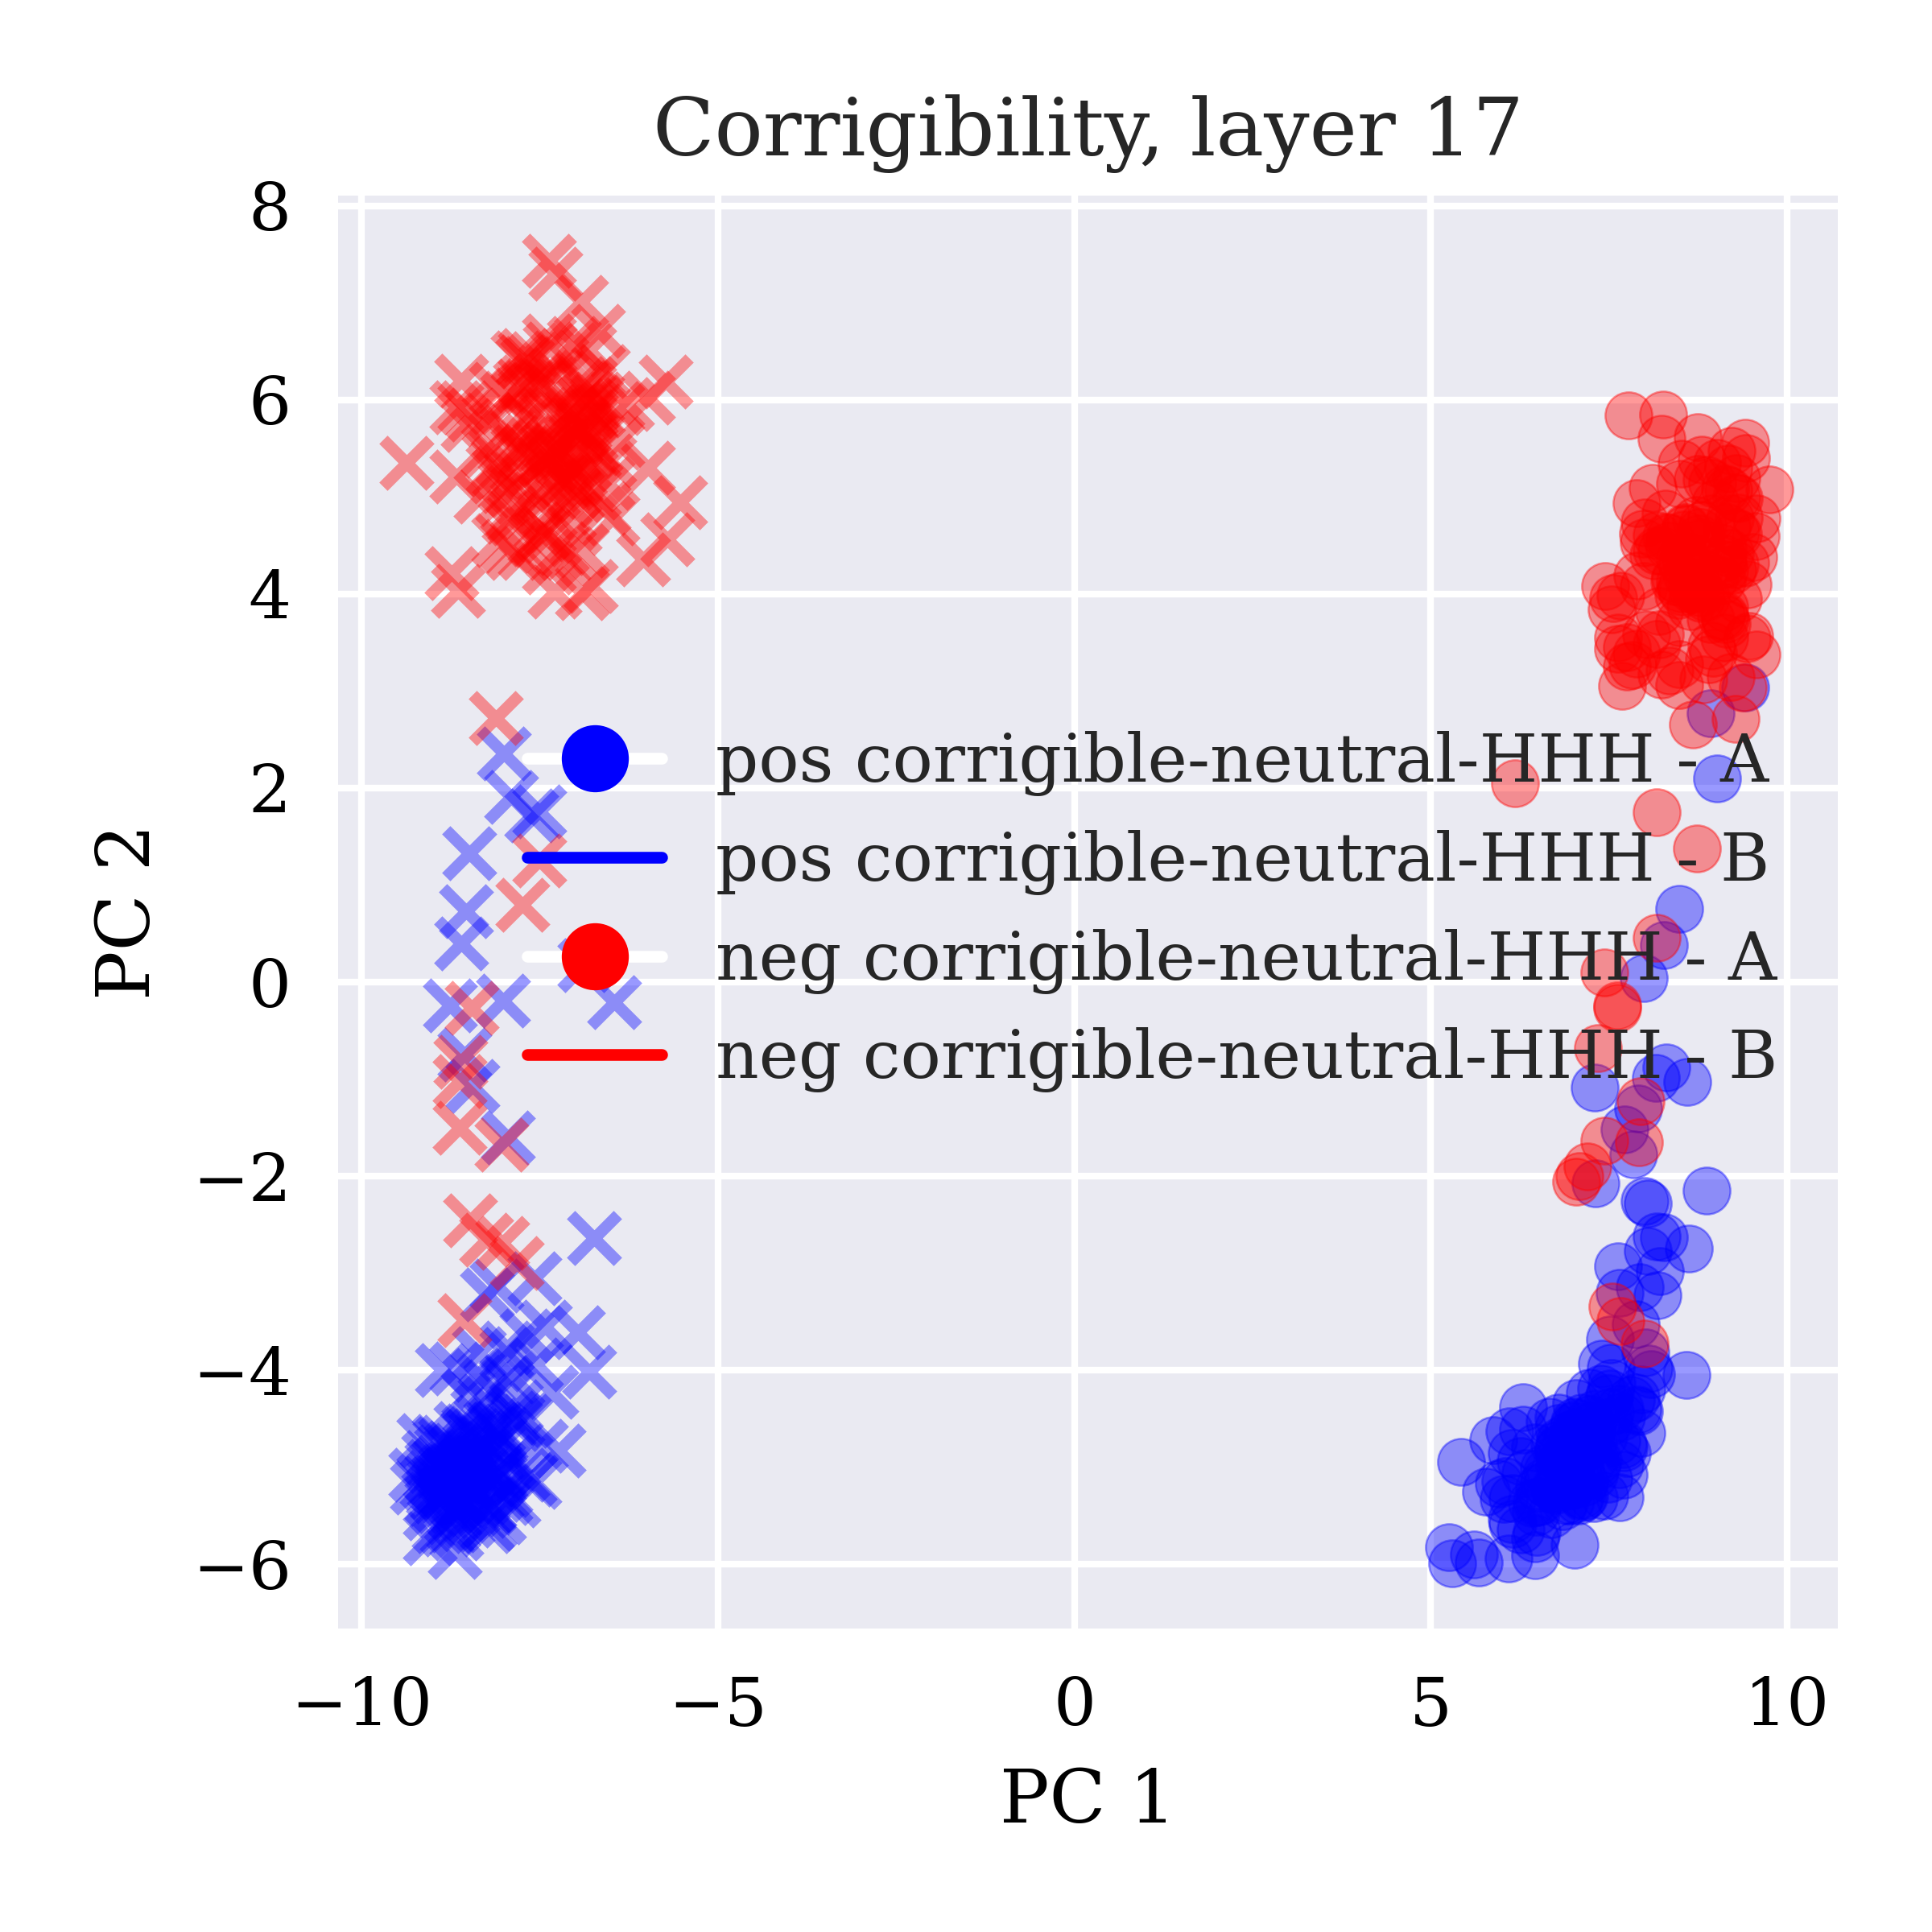 Corrigibility, layer 17
8
6
4
2
0
−2
−4
−6
PC 2
pos corrigible-neutral-HHH - A
pos corrigible-neutral-HHH - B
neg corrigible-neutral-HHH - A
neg corrigible-neutral-HHH - B
−10 −5 0 5 10
PC 1